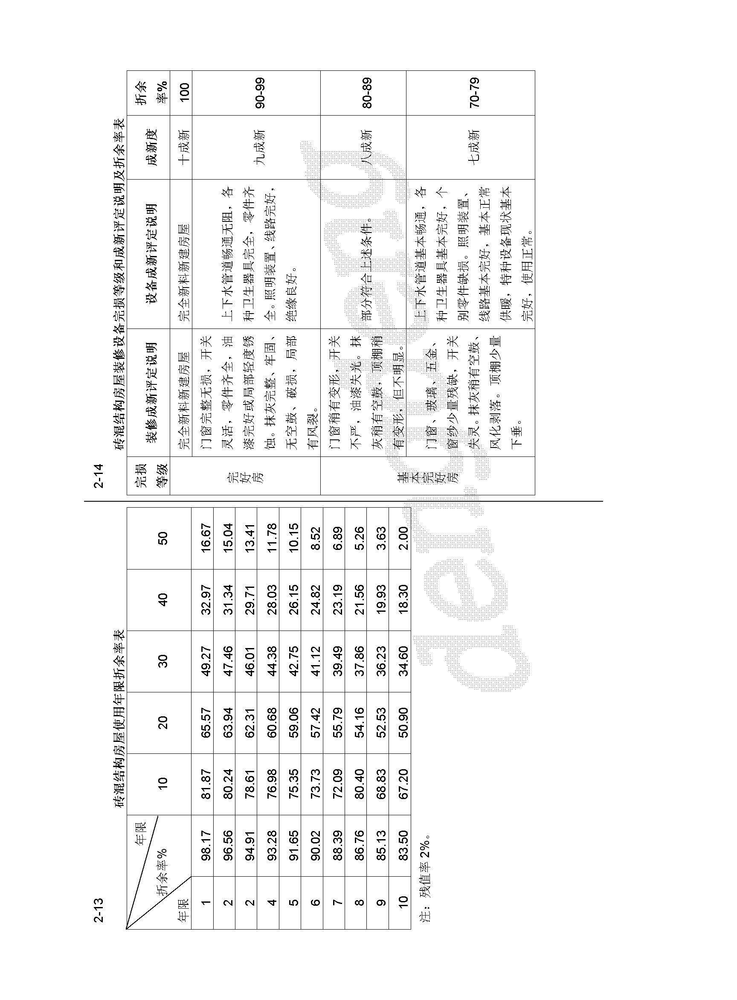 2-13
砖混结构房屋使用年限折余率表
年限
折余率%
年限
10 20 30 40 50
1 98.17 81.87 65.57 49.27 32.97 16.67
2 96.56 80.24 63.94 47.46 31.34 15.04
2 94.91 78.61 62.31 46.01 29.71 13.41
4 93.28 76.98 60.68 44.38 28.03 11.78
5 91.65 75.35 59.06 42.75 26.15 10.15
6 90.02 73.73 57.42 41.12 24.82 8.52
7 88.39 72.09 55.79 39.49 23.19 6.89
8 86.76 80.40 54.16 37.86 21.56 5.26
9 85.13 68.83 52.53 36.23 19.93 3.63
10 83.50 67.20 50.90 34.60 18.30 2.00
注：残值率 2%。
2-14
砖混结构房屋装修设备完损等级和成新评定说明及折余率表
完损
等级
装修成新评定说明
设备成新评定说明
成新度
折余
率%
完
好
房
完全新料新建房屋
完全新料新建房屋
十成新
100
门窗完整无损，开关
灵活，零件齐全，油
漆完好或局部轻度锈
蚀。抹灰完整、牢固、
无空鼓、破损，局部
有风裂。
上下水管道畅通无阻，各
种卫生器具完全，零件齐
全。照明装置、线路完好，
绝缘良好。
九成新
90-99
基
本
完
好
房
门窗稍有变形，开关
不严，油漆失光。抹
灰稍有空鼓，顶棚稍
有变形，但不明显。
部分符合上述条件。
八成新
80-89
门窗、玻璃、五金、
窗纱少量残缺，开关
失灵。抹灰稍有空鼓、
风化剥落。顶棚少量
下垂。
上下水管道基本畅通，各
种卫生器具基本完好，个
别零件缺损。照明装置、
线路基本完好，基本正常
供暖，特种设备现状基本
完好，使用正常。
七成新
70-79